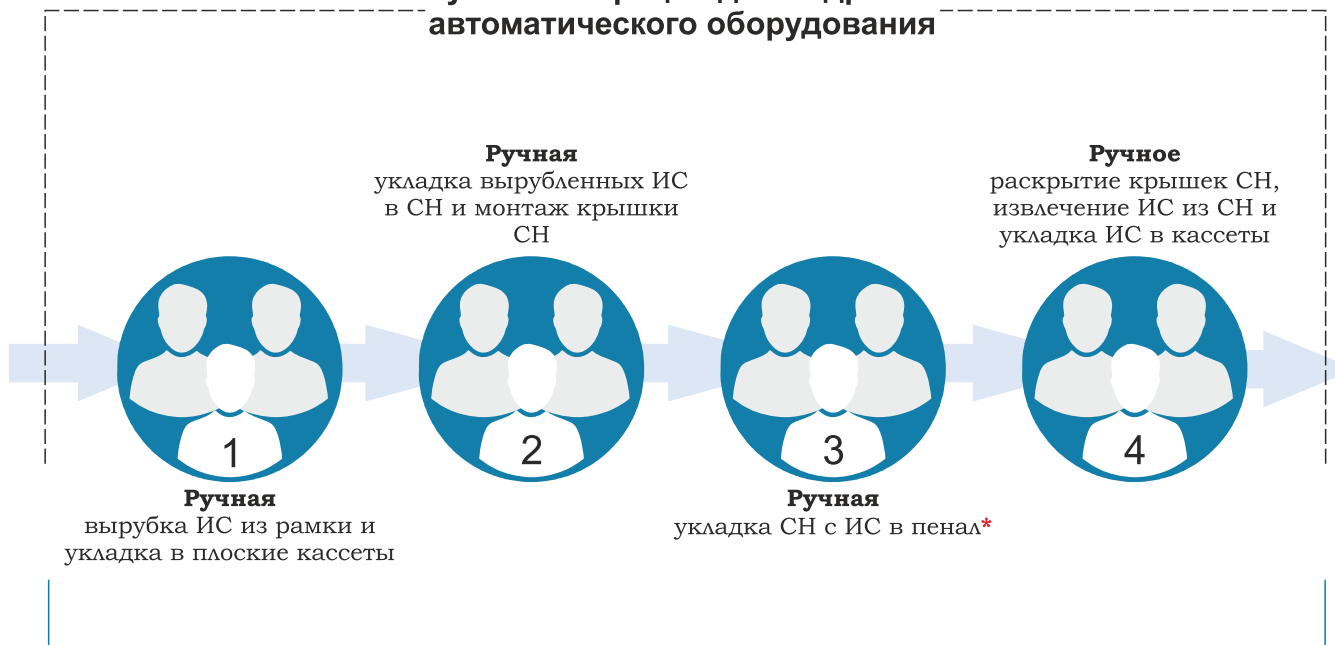 автоматического оборудования
Ручная
укладка вырубленных ИС
в СН и монтаж крышки
СН
Ручное
раскрытие крышек СН,
извлечение ИС из СН и
укладка ИС в кассеты
1
2
3
4
Ручная
вырубка ИС из рамки и
укладка в плоские кассеты
Ручная
укладка СН с ИС в пенал*